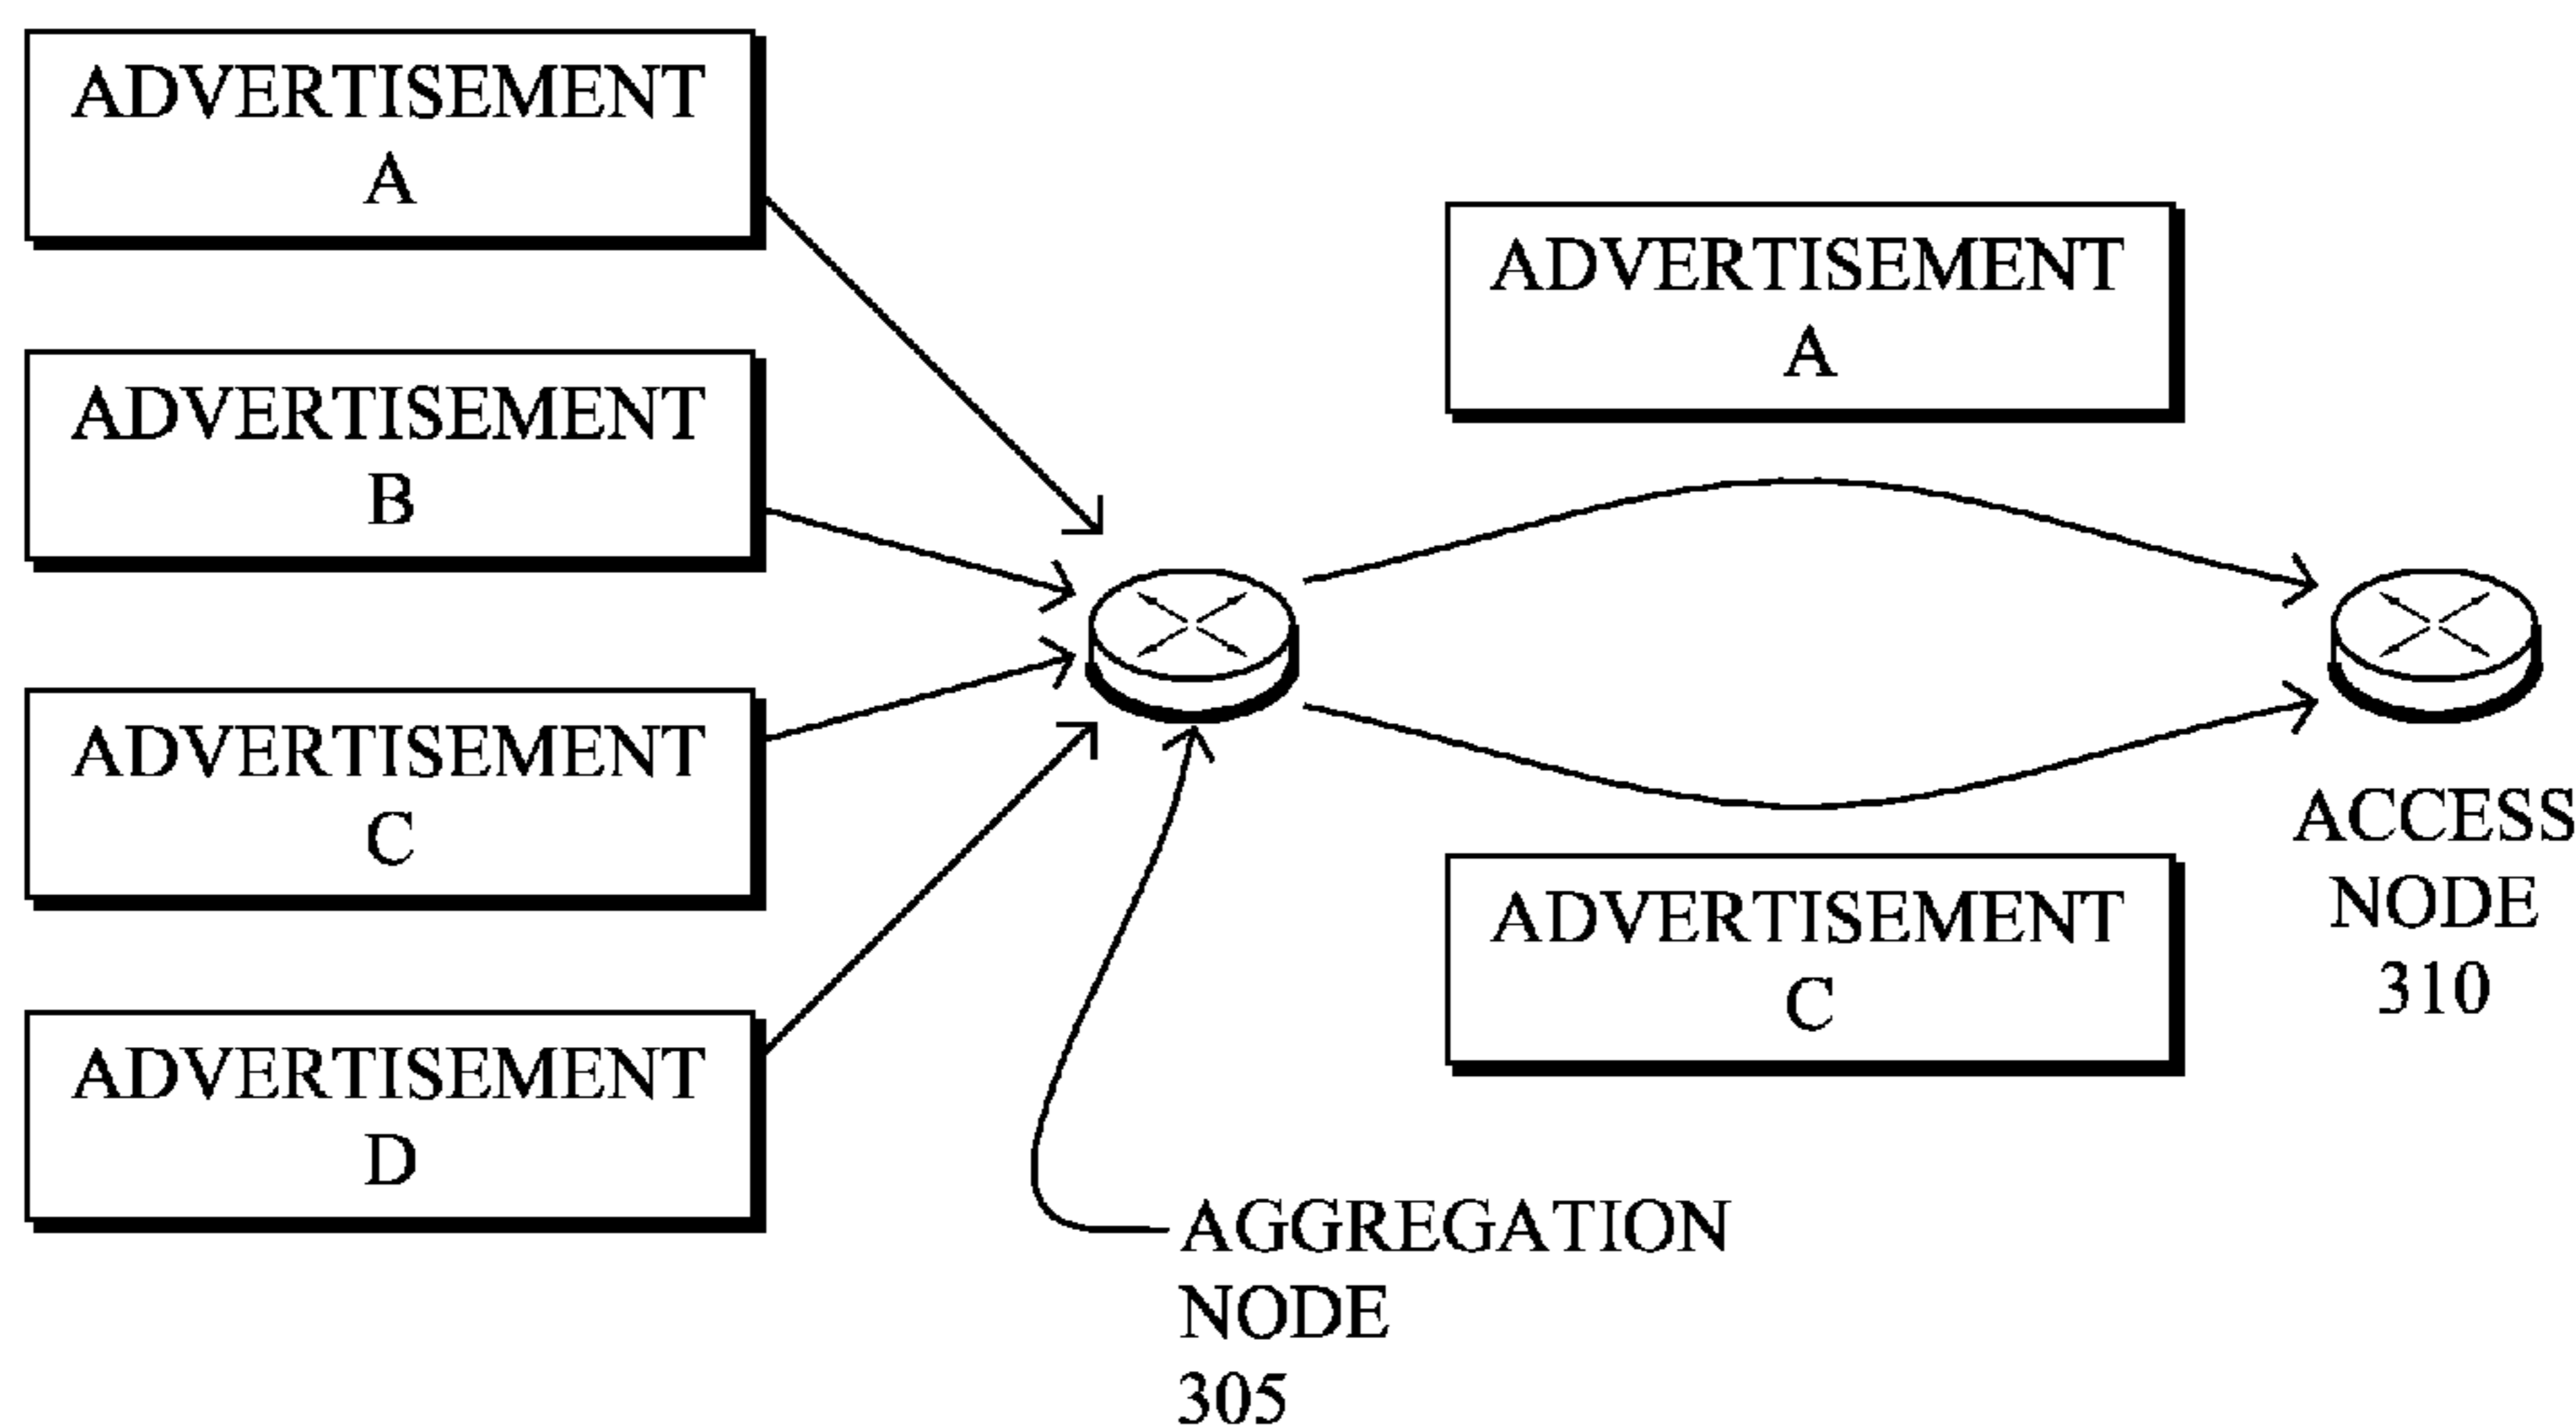 ADVERTISEMENT
A
ADVERTISEMENT
B
ADVERTISEMENT
C
ADVERTISEMENT
D
ADVERTISEMENT
A
ADVERTISEMENT
C
ACCESS
NODE
310
AGGREGATION
NODE
305